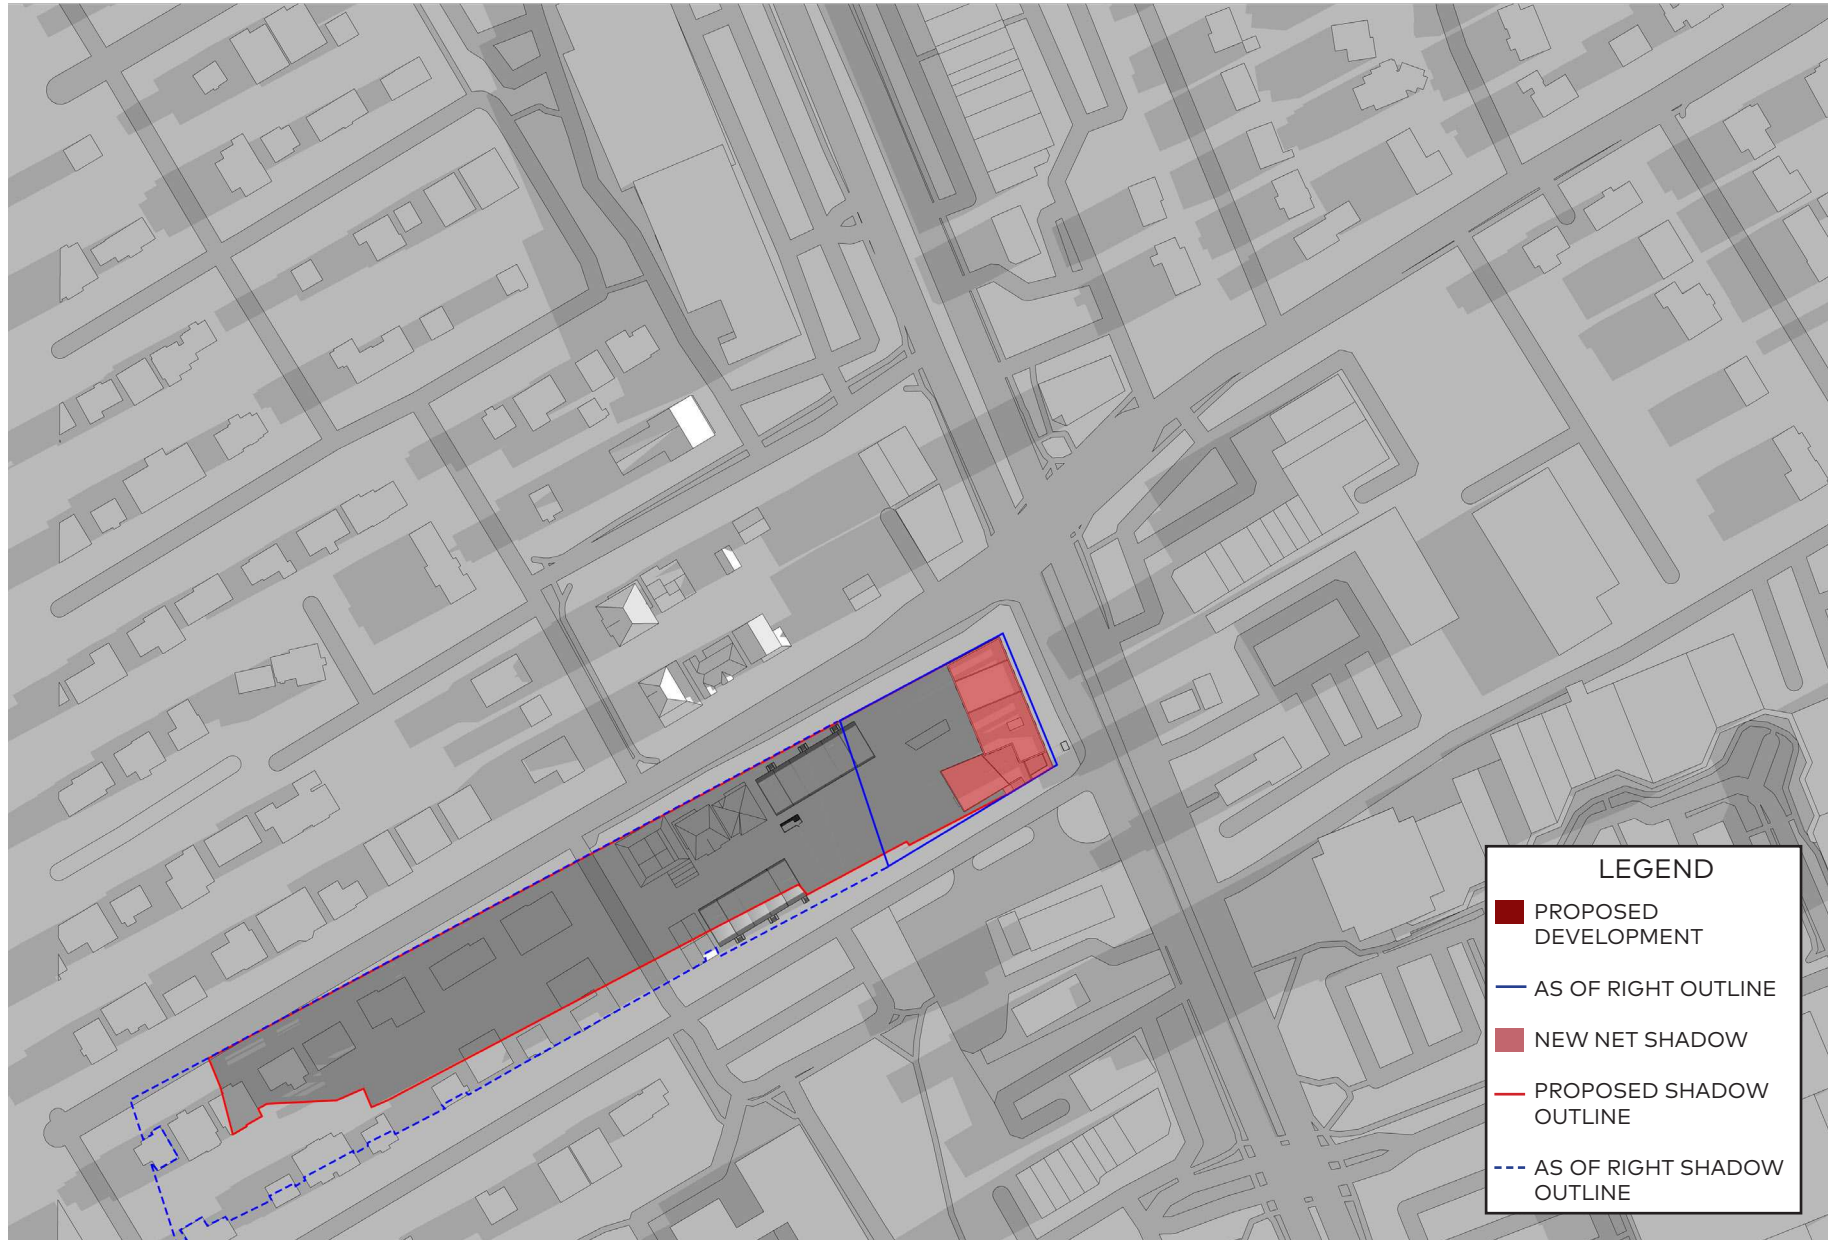 LEGEND
PROPOSED
DEVELOPMENT
AS OF RIGHT OUTLINE
NEW NET SHADOW
PROPOSED SHADOW
OUTLINE
AS OF RIGHT SHADOW
OUTLINE